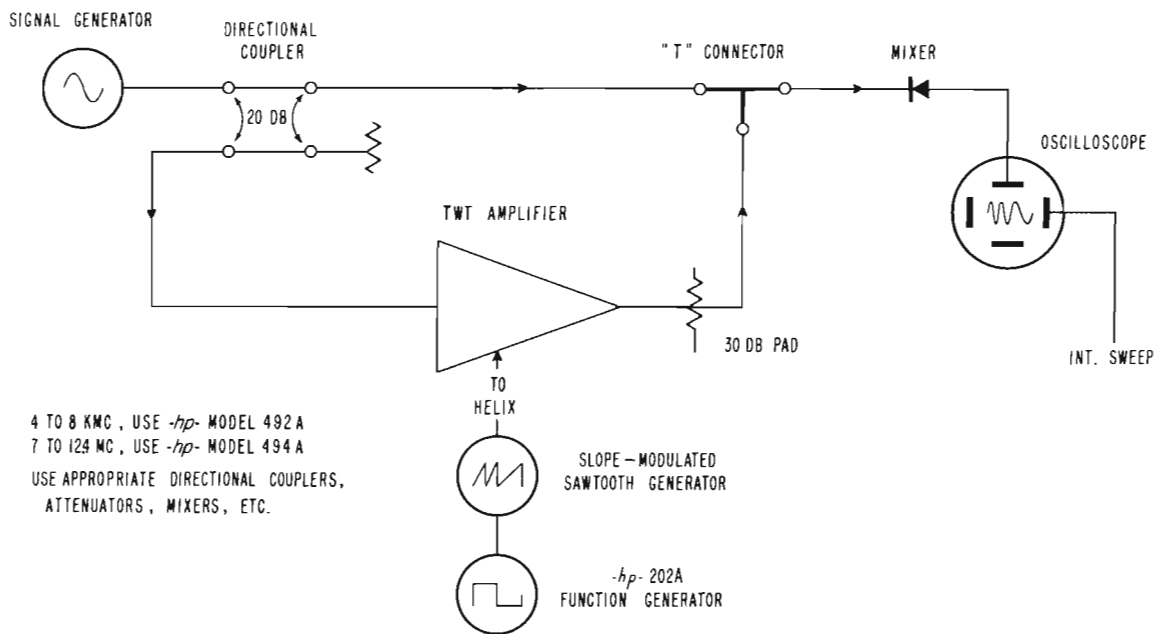 SIGNAL GENERATOR
DIRECTIONAL
COUPLER
20 DB
"T" CONNECTOR
MIXER
OSCILLOSCOPE
TWT AMPLIFIER
30 DB PAD
INT. SWEEP
TO
HELIX
4 TO 8 KMC, USE -hp- MODEL 492A
7 TO 12.4 MC, USE -hp- MODEL 494A
USE APPROPRIATE DIRECTIONAL COUPLERS,
ATTENUATORS, MIXERS, ETC.
SLOPE-MODULATED
SAWTOOTH GENERATOR
-hp- 202A
FUNCTION GENERATOR